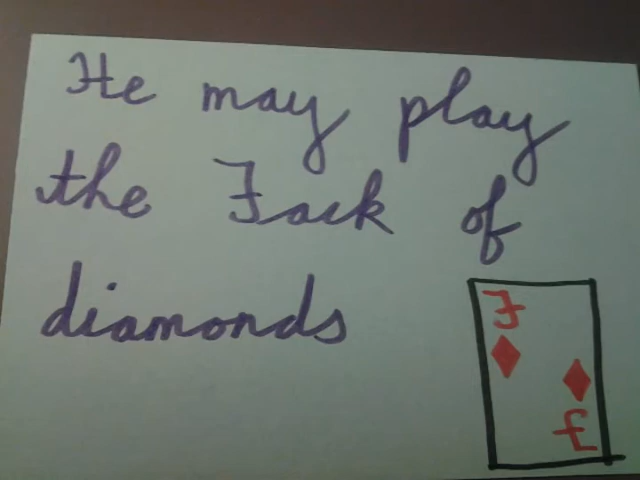 He may play
the Jack of
diamonds
J
J